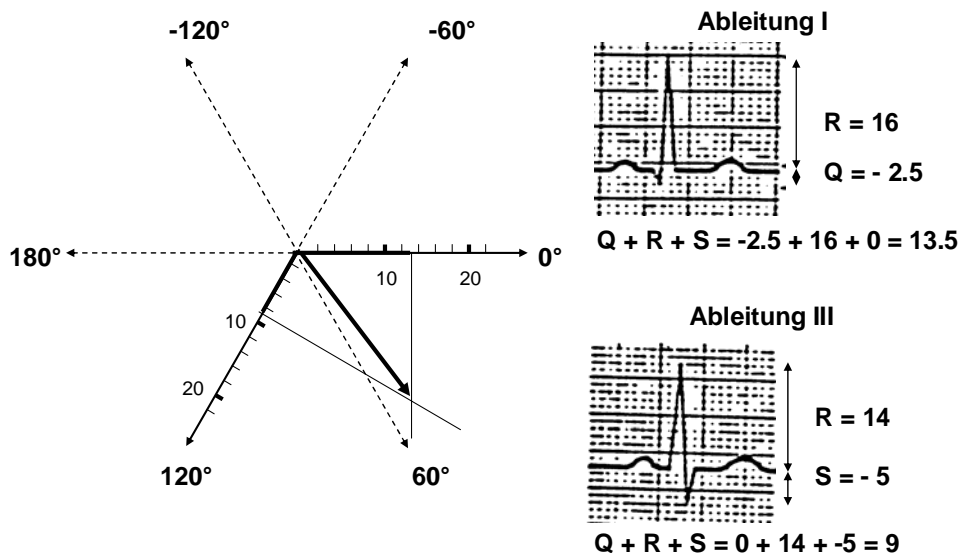 -120°
-60°
180°
0°
10
20
10
20
120°
60°
Ableitung I
R = 16
Q = - 2.5
Q + R + S = -2.5 + 16 + 0 = 13.5
Ableitung III
R = 14
S = - 5
Q + R + S = 0 + 14 + -5 = 9